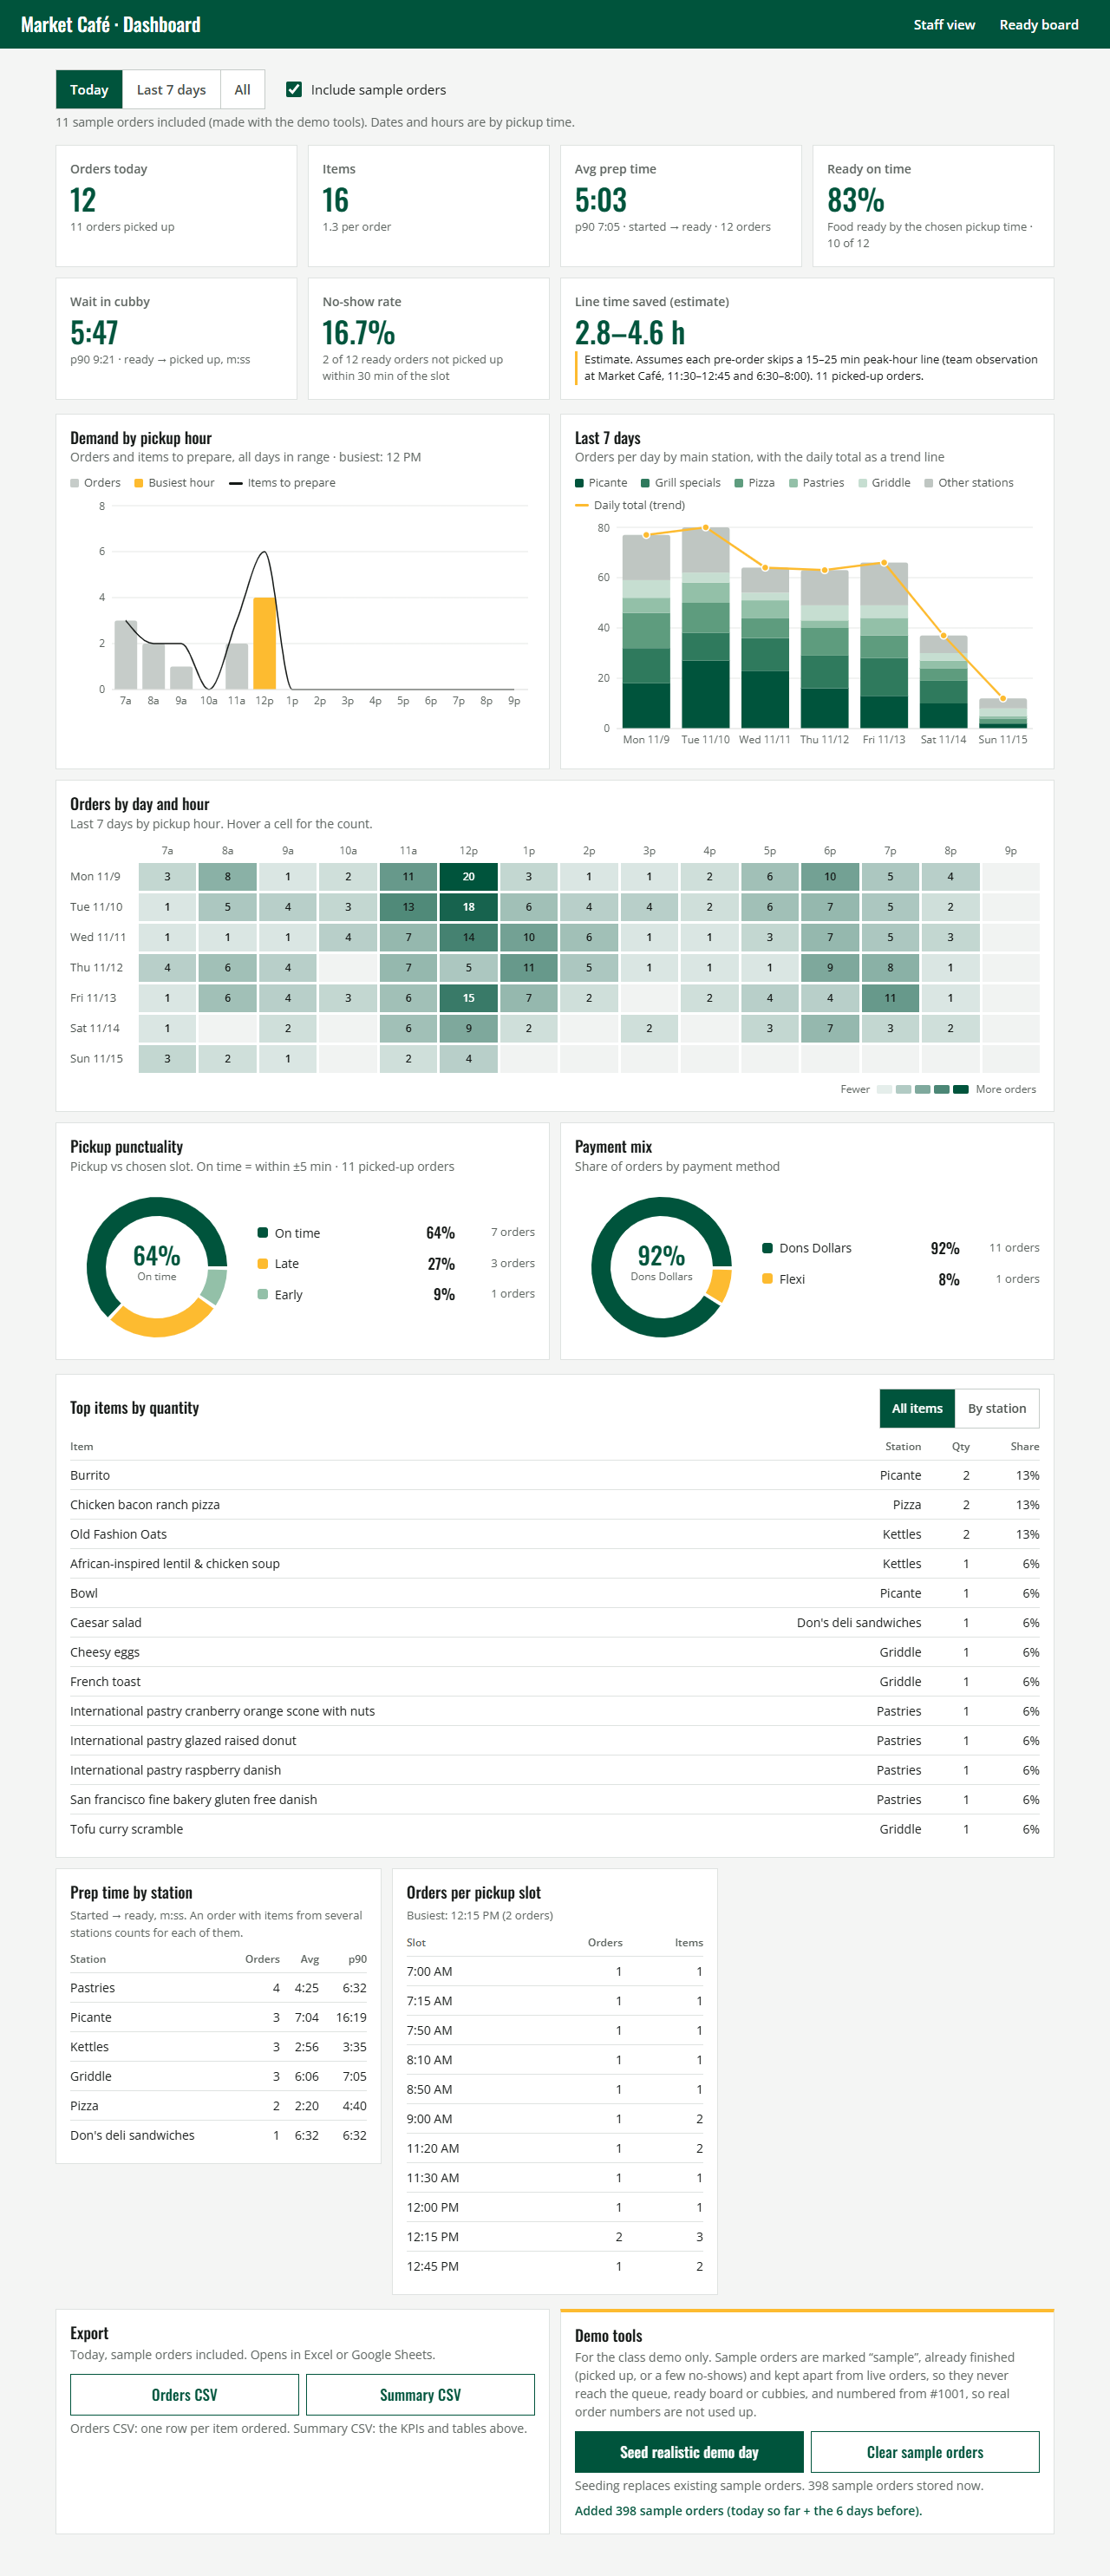 Market Café · Dashboard
Staff view
Ready board
Today
Last 7 days
All
Include sample orders
11 sample orders included (made with the demo tools). Dates and hours are by pickup time.
Orders today
12
11 orders picked up
Items
16
1.3 per order
Avg prep time
5:03
p90 7:05 · started → ready · 12 orders
Ready on time
83%
Food ready by the chosen pickup time ·
10 of 12
Wait in cubby
5:47
p90 9:21 · ready → picked up, m:ss
No-show rate
16.7%
2 of 12 ready orders not picked up
within 30 min of the slot
Line time saved (estimate)
2.8–4.6 h
Estimate. Assumes each pre-order skips a 15–25 min peak-hour line (team observation
at Market Café, 11:30–12:45 and 6:30–8:00). 11 picked-up orders.
Demand by pickup hour
Orders and items to prepare, all days in range · busiest: 12 PM
Orders
Busiest hour
Items to prepare
8
6
4
2
0
7a 8a 9a 10a 11a 12p 1p 2p 3p 4p 5p 6p 7p 8p 9p
Last 7 days
Orders per day by main station, with the daily total as a trend line
Picante
Grill specials
Pizza
Pastries
Griddle
Other stations
Daily total (trend)
80
60
40
20
0
Mon 11/9 Tue 11/10 Wed 11/11 Thu 11/12 Fri 11/13 Sat 11/14 Sun 11/15
Orders by day and hour
Last 7 days by pickup hour. Hover a cell for the count.
7a 8a 9a 10a 11a 12p 1p 2p 3p 4p 5p 6p 7p 8p 9p
Mon 11/9 3 8 1 2 11 20 3 1 1 2 6 10 5 4
Tue 11/10 1 5 4 3 13 18 6 4 4 2 6 7 5 2
Wed 11/11 1 1 1 4 7 14 10 6 1 1 3 7 5 3
Thu 11/12 4 6 4 7 5 11 5 1 1 1 9 8 1
Fri 11/13 1 6 4 3 6 15 7 2 2 4 4 11 1
Sat 11/14 1 2 6 9 2 2 3 7 3 2
Sun 11/15 3 2 1 2 4
Fewer
More orders
Pickup punctuality
Pickup vs chosen slot. On time = within ±5 min · 11 picked-up orders
64%
On time
On time 64% 7 orders
Late 27% 3 orders
Early 9% 1 orders
Payment mix
Share of orders by payment method
92%
Dons Dollars
Dons Dollars 92% 11 orders
Flexi 8% 1 orders
Top items by quantity
All items
By station
Item Station Qty Share
Burrito Picante 2 13%
Chicken bacon ranch pizza Pizza 2 13%
Old Fashion Oats Kettles 2 13%
African-inspired lentil & chicken soup Kettles 1 6%
Bowl Picante 1 6%
Caesar salad Don's deli sandwiches 1 6%
Cheesy eggs Griddle 1 6%
French toast Griddle 1 6%
International pastry cranberry orange scone with nuts Pastries 1 6%
International pastry glazed raised donut Pastries 1 6%
International pastry raspberry danish Pastries 1 6%
San francisco fine bakery gluten free danish Pastries 1 6%
Tofu curry scramble Griddle 1 6%
Prep time by station
Started → ready, m:ss. An order with items from several
stations counts for each of them.
Station Orders Avg p90
Pastries 4 4:25 6:32
Picante 3 7:04 16:19
Kettles 3 2:56 3:35
Griddle 3 6:06 7:05
Pizza 2 2:20 4:40
Don's deli sandwiches 1 6:32 6:32
Orders per pickup slot
Busiest: 12:15 PM (2 orders)
Slot Orders Items
7:00 AM 1 1
7:15 AM 1 1
7:50 AM 1 1
8:10 AM 1 1
8:50 AM 1 1
9:00 AM 1 2
11:20 AM 1 2
11:30 AM 1 1
12:00 PM 1 1
12:15 PM 2 3
12:45 PM 1 2
Export
Today, sample orders included. Opens in Excel or Google Sheets.
Orders CSV
Summary CSV
Orders CSV: one row per item ordered. Summary CSV: the KPIs and tables above.
Demo tools
For the class demo only. Sample orders are marked “sample”, already finished
(picked up, or a few no-shows) and kept apart from live orders, so they never
reach the queue, ready board or cubbies, and numbered from #1001, so real
order numbers are not used up.
Seed realistic demo day
Clear sample orders
Seeding replaces existing sample orders. 398 sample orders stored now.
Added 398 sample orders (today so far + the 6 days before).